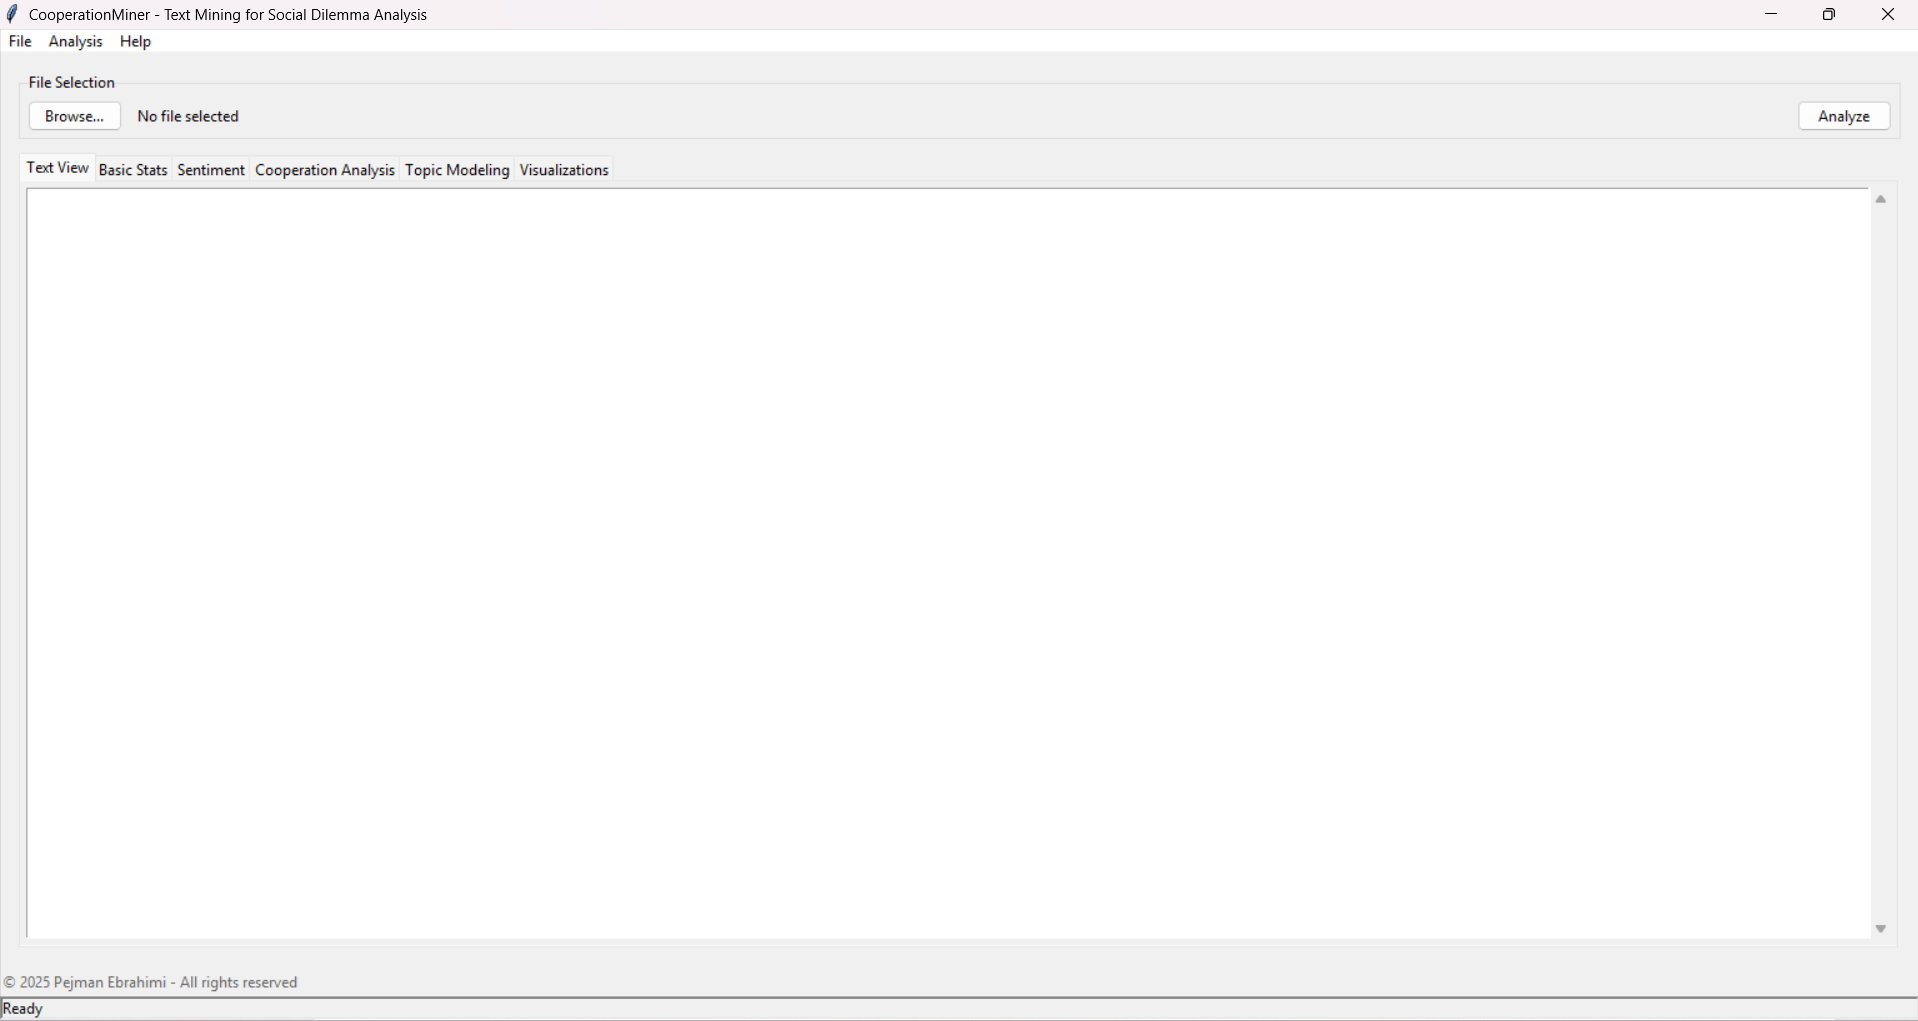 CooperationMiner - Text Mining for Social Dilemma Analysis
File Analysis Help
File Selection
Browse... No file selected Analyze
Text View Basic Stats Sentiment Cooperation Analysis Topic Modeling Visualizations
© 2025 Pejman Ebrahimi - All rights reserved
Ready